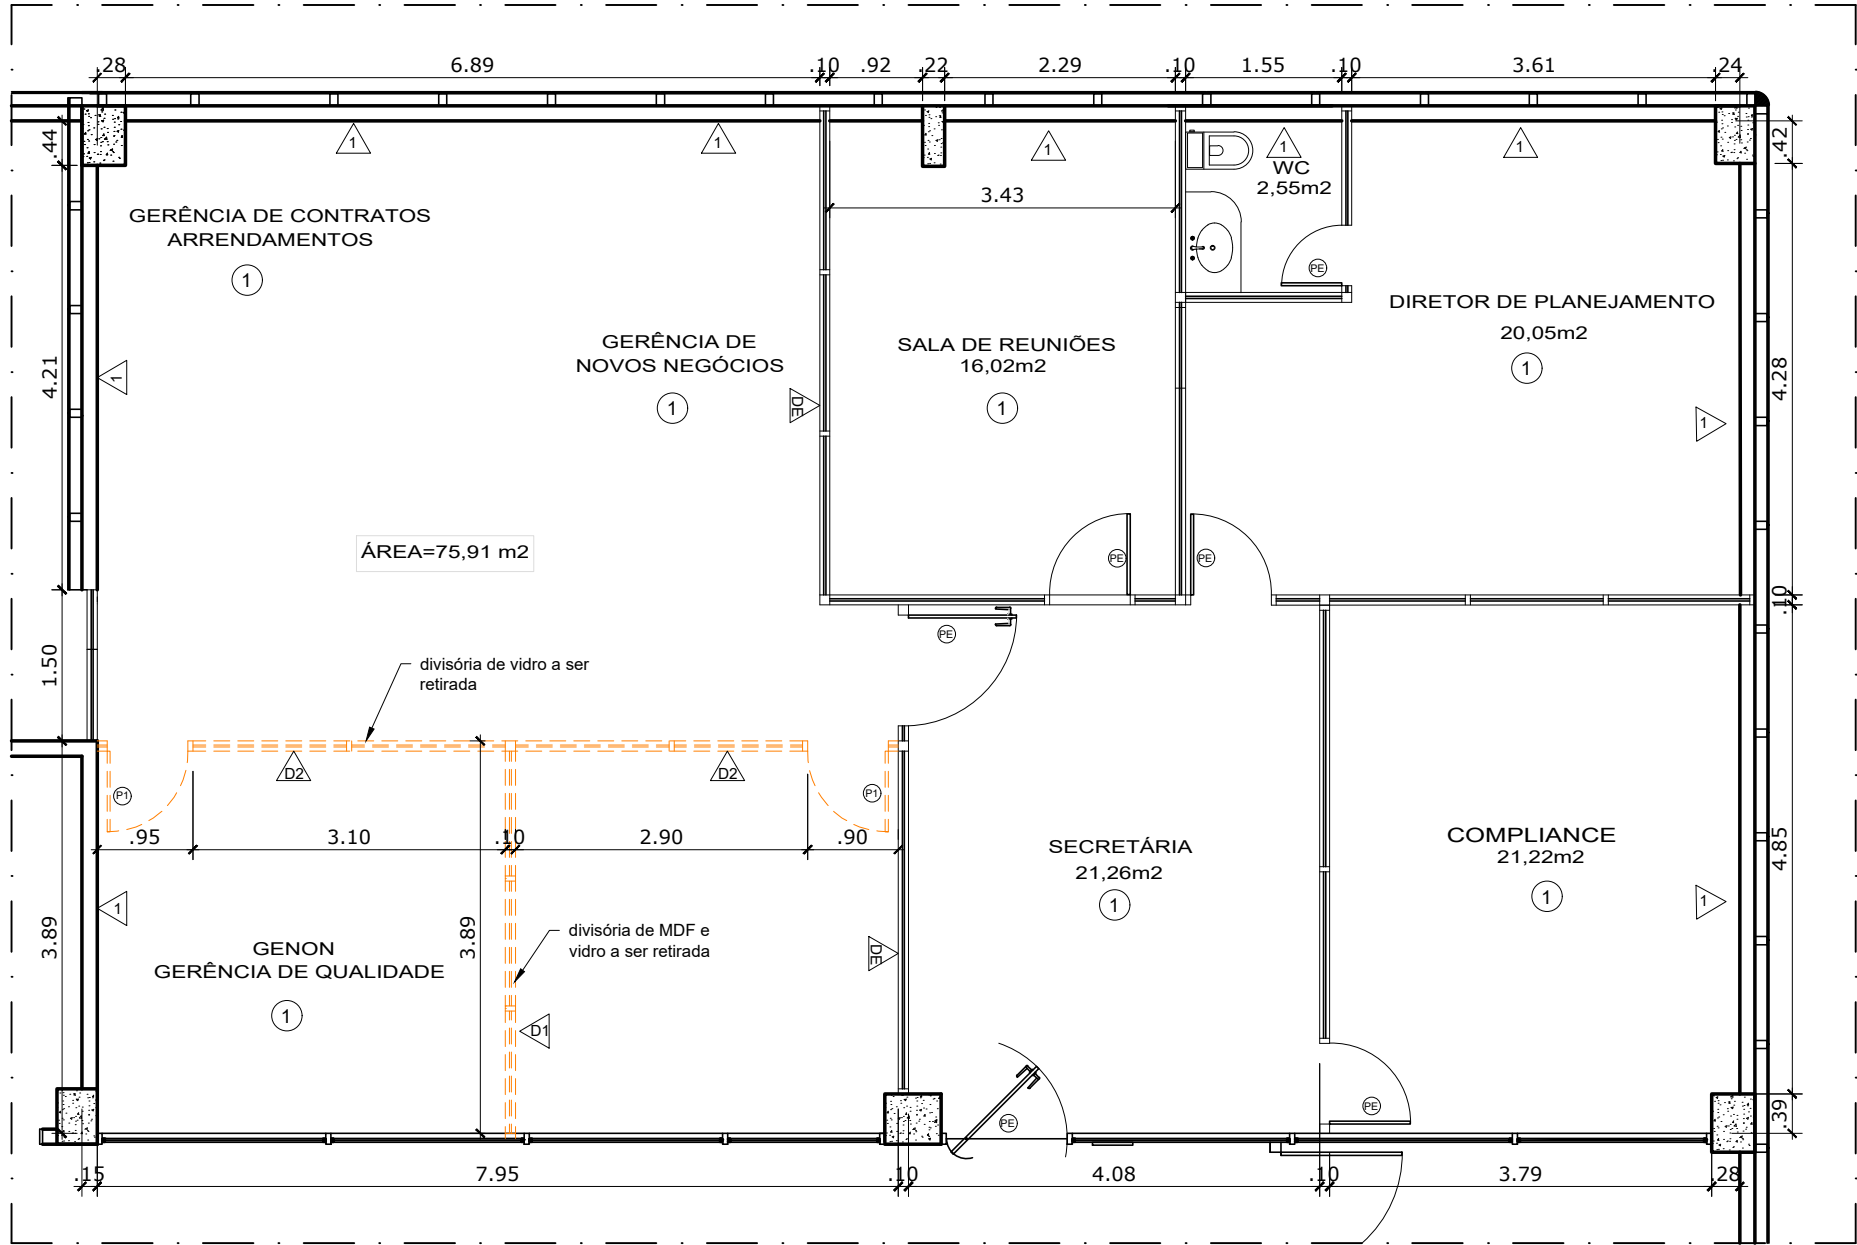 .28
6.89
.10
.92
.22
2.29
.10
1.55
.10
3.61
.24
.44
1
1
1
1
1
.42
WC
2,55m2
3.43
GERÊNCIA DE CONTRATOS
ARRENDAMENTOS
1
PE
DIRETOR DE PLANEJAMENTO
20,05m2
1
GERÊNCIA DE
NOVOS NEGÓCIOS
1
SALA DE REUNIÕES
16,02m2
1
4.21
1
DE
4.28
1
ÁREA=75,91 m2
PE
PE
.10
PE
1.50
divisória de vidro a ser
retirada
D2
D2
P1
P1
.95
3.10
.10
2.90
.90
SECRETÁRIA
21,26m2
1
COMPLIANCE
21,22m2
1
4.85
1
1
3.89
3.89
GENON
GERÊNCIA DE QUALIDADE
1
divisória de MDF e
vidro a ser retirada
DE
D1
PE
PE
.39
.15
7.95
.10
4.08
.10
3.79
.28